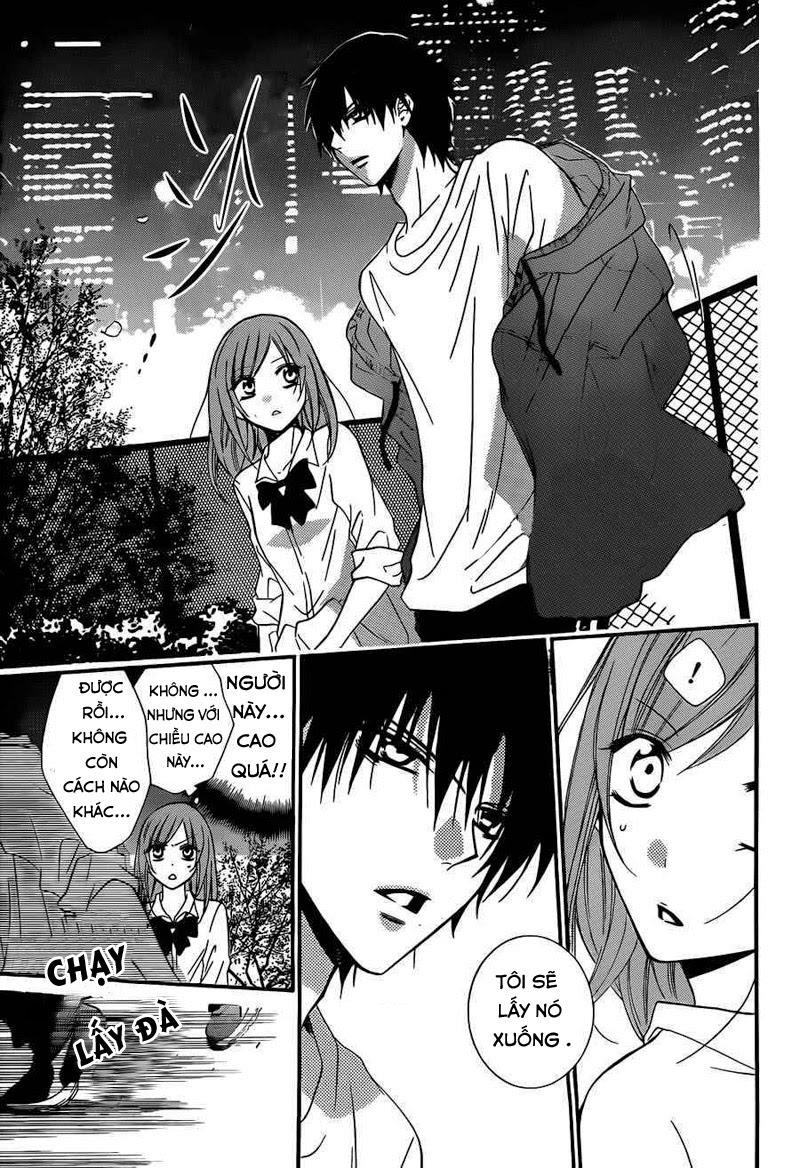 !
TÔI SẼ
LẤY NÓ
XUỐNG .
NGƯỜI
NÀY...
CAO
QUÁ!!
KHÔNG ...
NHƯNG VỚI
CHIỀU CAO
NÀY...
ĐƯỢC
RỒI...
KHÔNG
CÒN
CÁCH NÀO
KHÁC...
CHẠY
LẤY ĐÀ